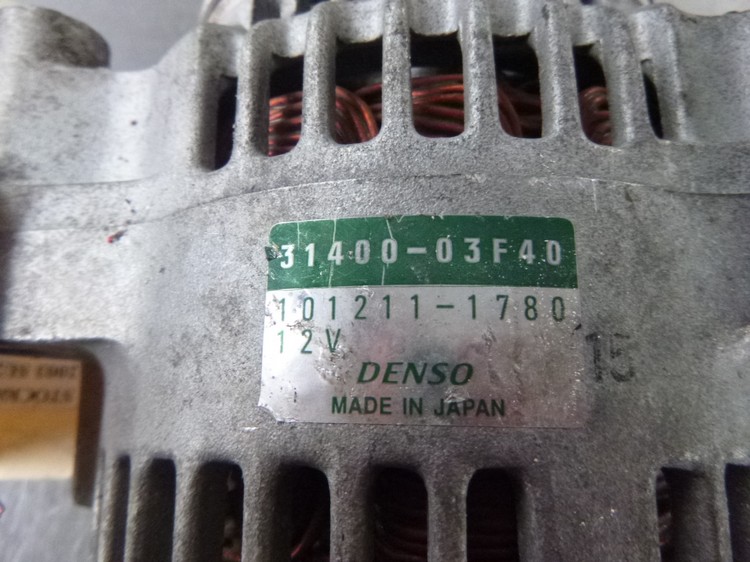 31400-03F40
101211-1780
12V
15
DENSO
MADE IN JAPAN